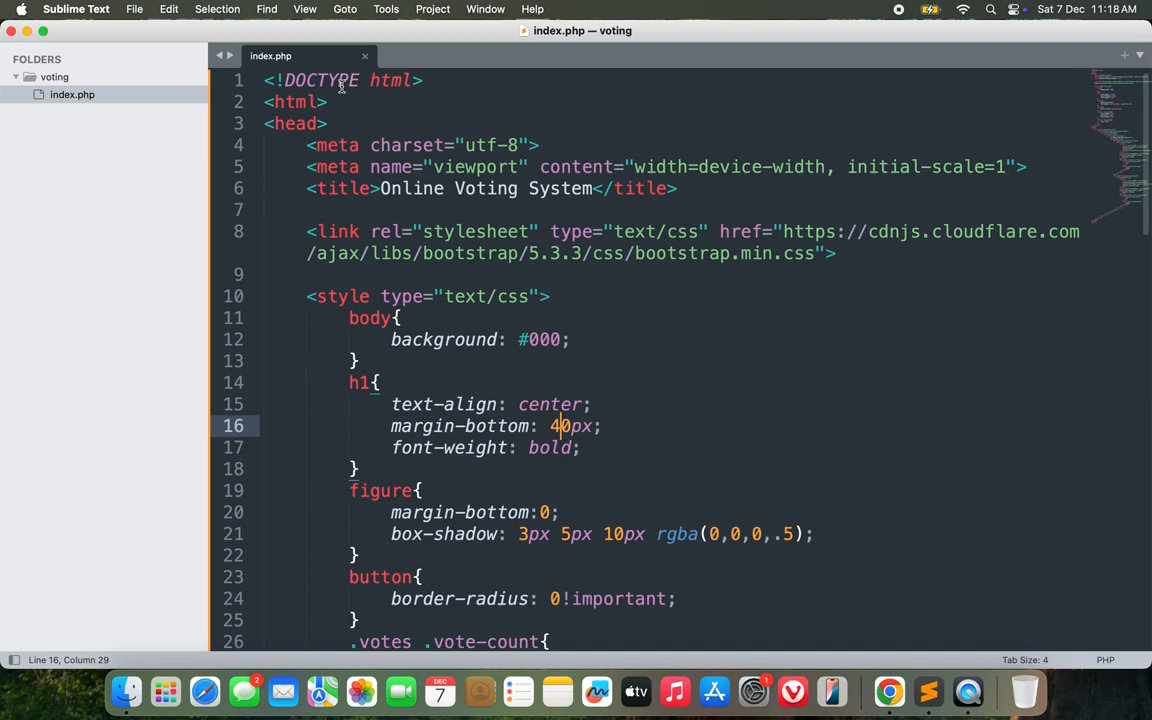 Sublime Text File Edit Selection Find View Goto Tools Project Window Help Sat 7 Dec 11:18 AM
index.php — voting
FOLDERS
voting
index.php
index.php
1 <!DOCTYPE html>
2 <html>
3 <head>
4 <meta charset="utf-8">
5 <meta name="viewport" content="width=device-width, initial-scale=1">
6 <title>Online Voting System</title>
7
8 <link rel="stylesheet" type="text/css" href="https://cdnjs.cloudflare.com
/ajax/libs/bootstrap/5.3.3/css/bootstrap.min.css">
9
10 <style type="text/css">
11 body{
12 background: #000;
13 }
14 h1{
15 text-align: center;
16 margin-bottom: 40px;
17 font-weight: bold;
18 }
19 figure{
20 margin-bottom:0;
21 box-shadow: 3px 5px 10px rgba(0,0,0,.5);
22 }
23 button{
24 border-radius: 0!important;
25 }
26 .votes .vote-count{
Line 16, Column 29 Tab Size: 4 PHP
2
DEC
7
tv
1